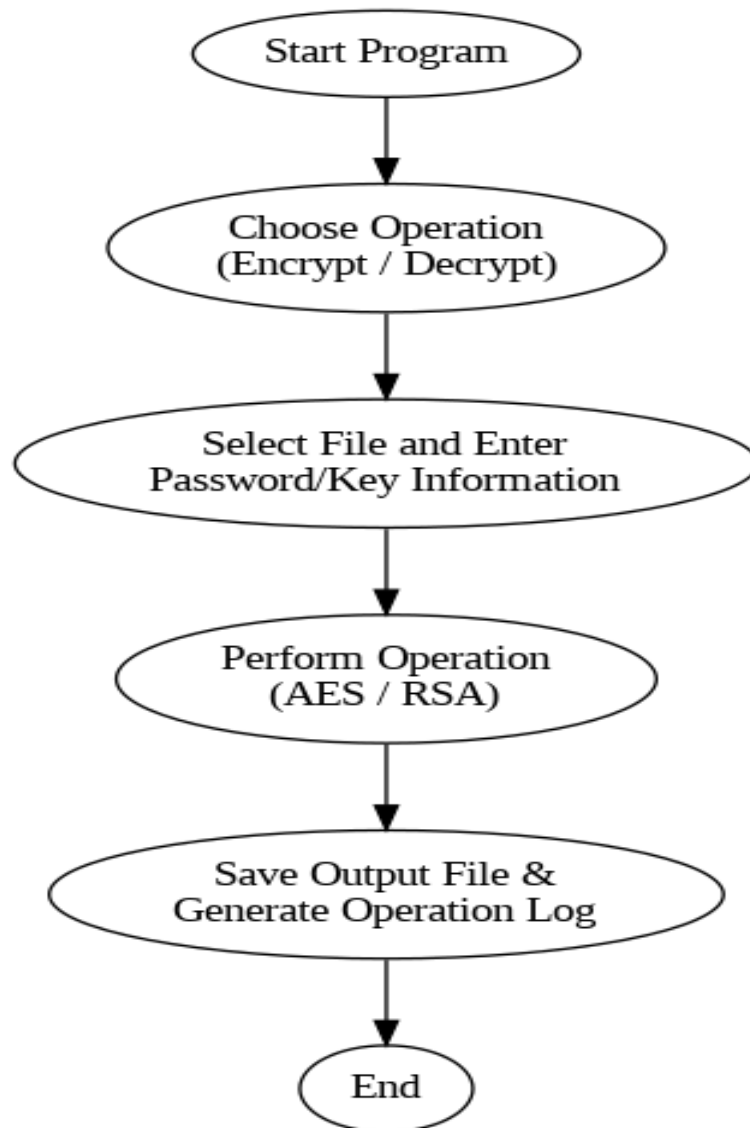 Start Program
Choose Operation
(Encrypt / Decrypt)
Select File and Enter
Password/Key Information
Perform Operation
(AES / RSA)
Save Output File &
Generate Operation Log
End